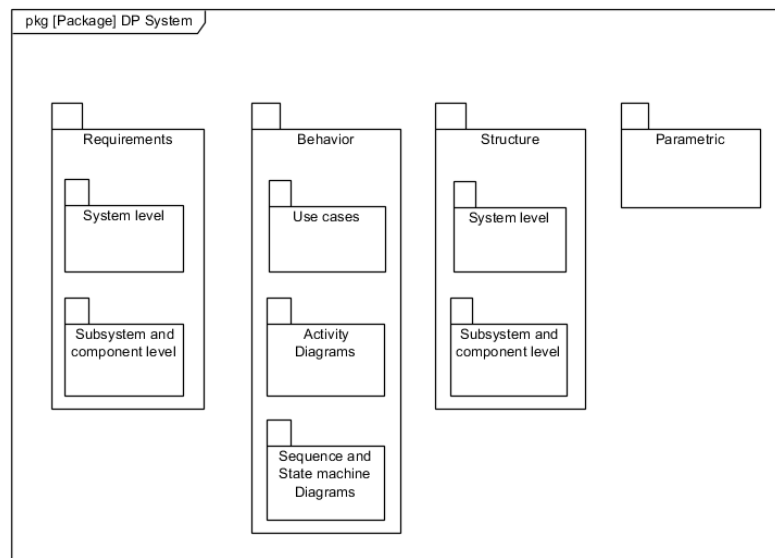 pkg [Package] DP System
Requirements
System level
Subsystem and
component level
Behavior
Use cases
Activity
Diagrams
Sequence and
State machine
Diagrams
Structure
System level
Subsystem and
component level
Parametric